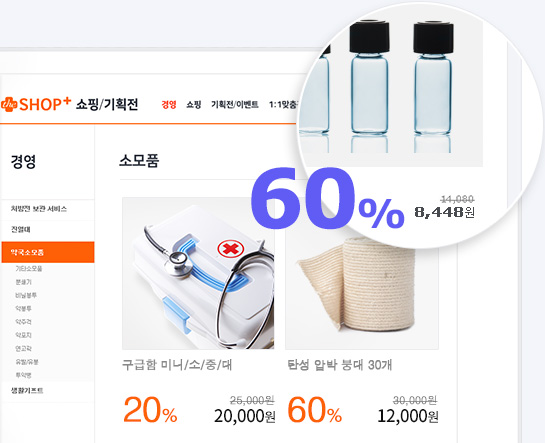 the SHOP+ 쇼핑/기획전 경영 쇼핑 기획전/이벤트 1:1맞춤
경영
처방전 보관 서비스
진열대
약국소모품
기타소모품
분쇄기
비닐봉투
약봉투
약주걱
약포지
연고곽
유발/유봉
투약병
생활기프트
소모품
60%
14,080
8,448원
구급함 미니/소/중/대
20%
25,000원
20,000원
탄성 압박 붕대 30개
60%
30,000원
12,000원